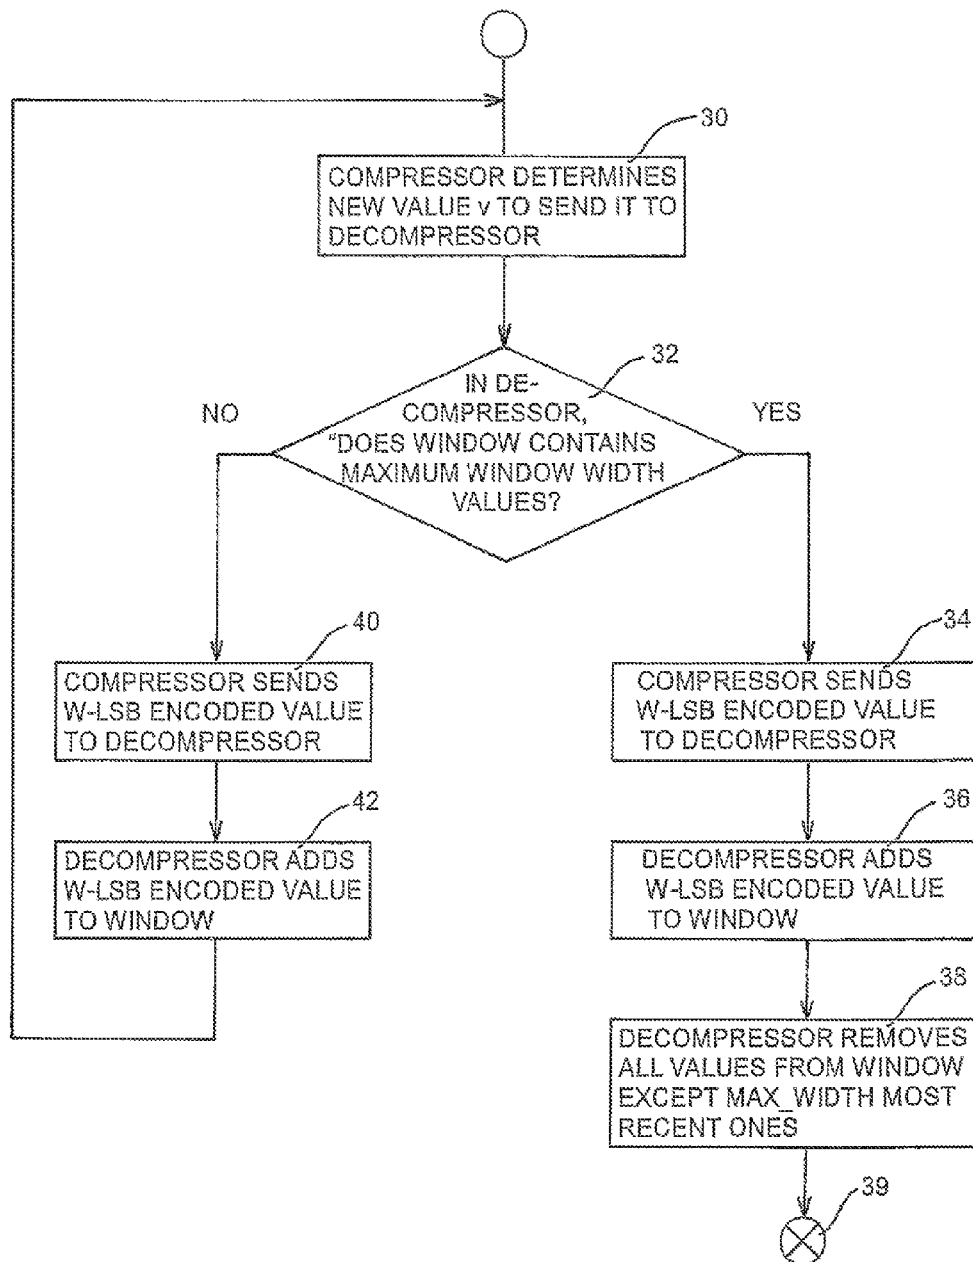 30
COMPRESSOR DETERMINES
NEW VALUE v TO SEND IT TO
DECOMPRESSOR
32
IN DE-
COMPRESSOR,
"DOES WINDOW CONTAINS
MAXIMUM WINDOW WIDTH
VALUES?
NO
YES
40
COMPRESSOR SENDS
W-LSB ENCODED VALUE
TO DECOMPRESSOR
42
DECOMPRESSOR ADDS
W-LSB ENCODED VALUE
TO WINDOW
34
COMPRESSOR SENDS
W-LSB ENCODED VALUE
TO DECOMPRESSOR
36
DECOMPRESSOR ADDS
W-LSB ENCODED VALUE
TO WINDOW
38
DECOMPRESSOR REMOVES
ALL VALUES FROM WINDOW
EXCEPT MAX_WIDTH MOST
RECENT ONES
39